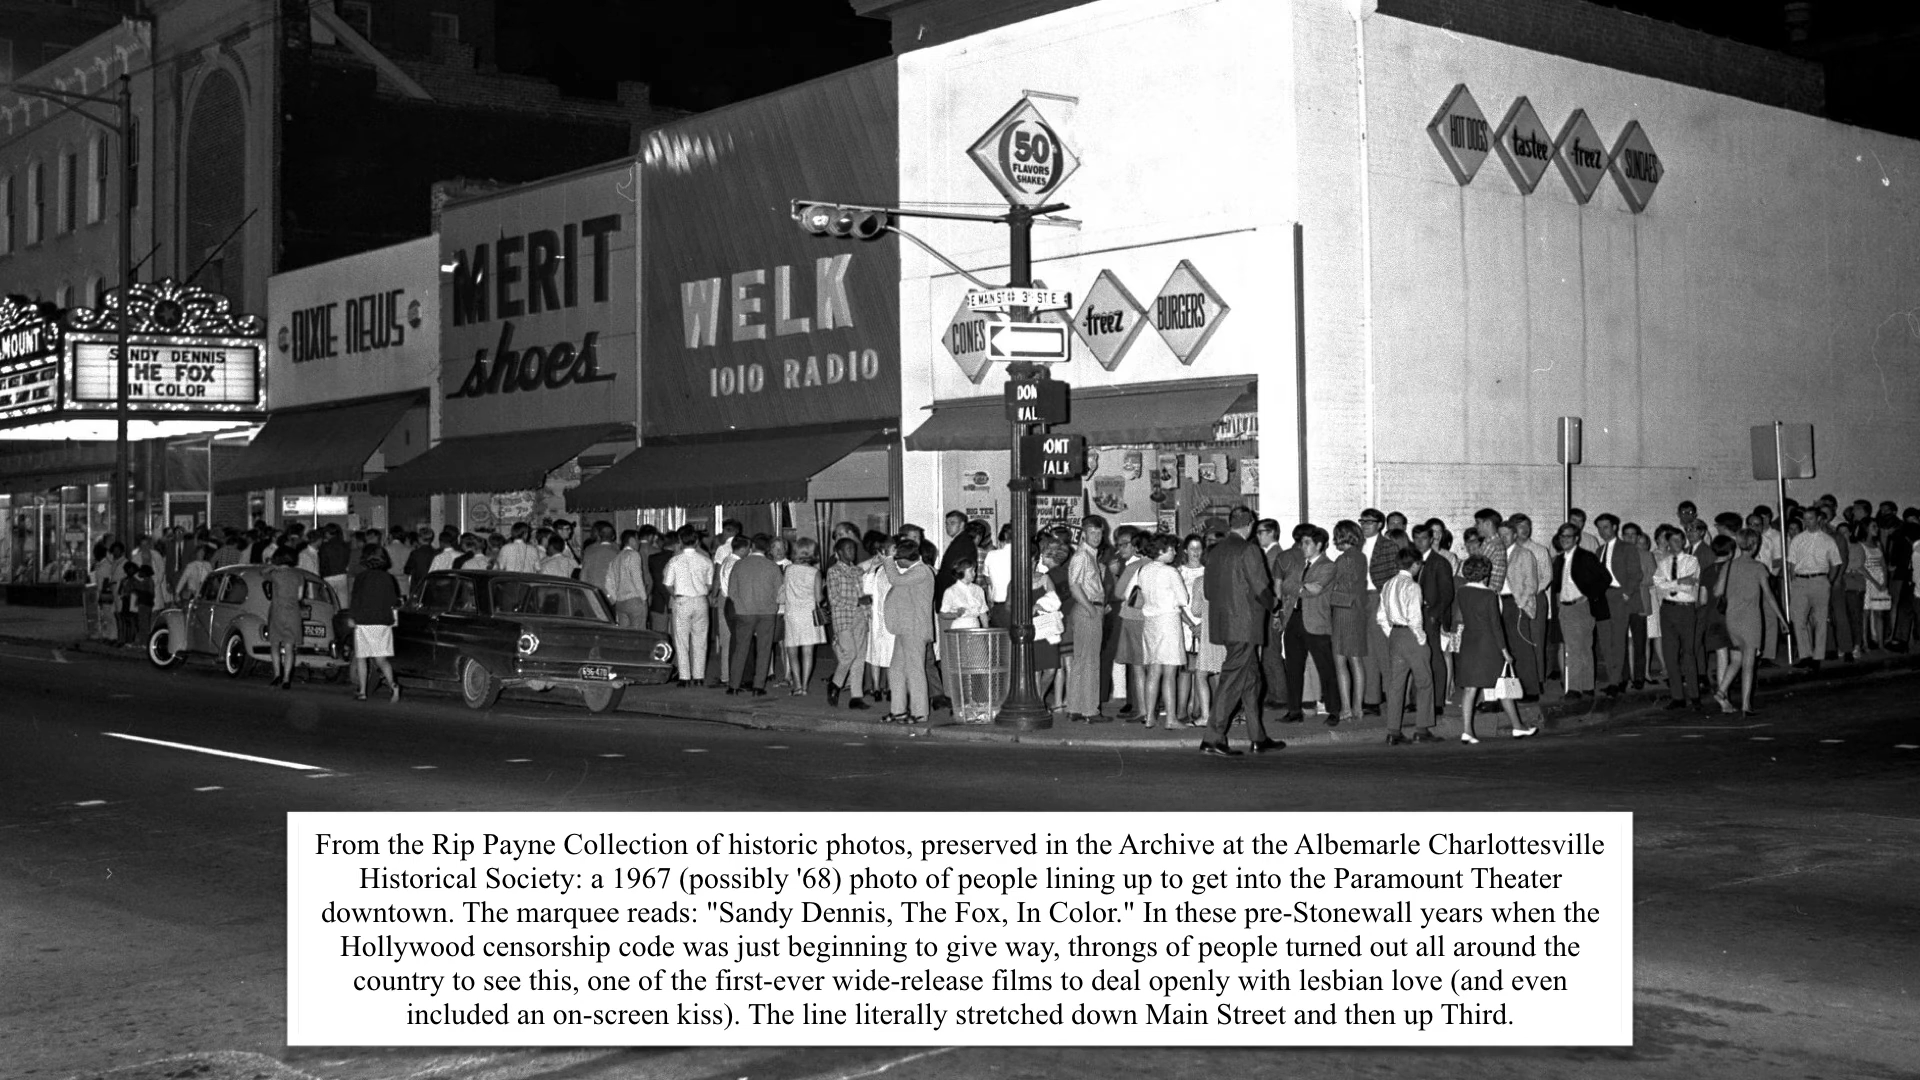 50
FLAVORS
SHAKES
HOT DOGS
tastee
freez
SUNDAES
MERIT
shoes
DIXIE NEWS
WELK
1010 RADIO
MOUNT
SANDY DENNIS
THE FOX
IN COLOR
E MAIN ST
3 ST E
CONES
freez
BURGERS
DON
WAL
DONT
WALK
BIG TEE
From the Rip Payne Collection of historic photos, preserved in the Archive at the Albemarle Charlottesville
Historical Society: a 1967 (possibly '68) photo of people lining up to get into the Paramount Theater
downtown. The marquee reads: "Sandy Dennis, The Fox, In Color." In these pre-Stonewall years when the
Hollywood censorship code was just beginning to give way, throngs of people turned out all around the
country to see this, one of the first-ever wide-release films to deal openly with lesbian love (and even
included an on-screen kiss). The line literally stretched down Main Street and then up Third.